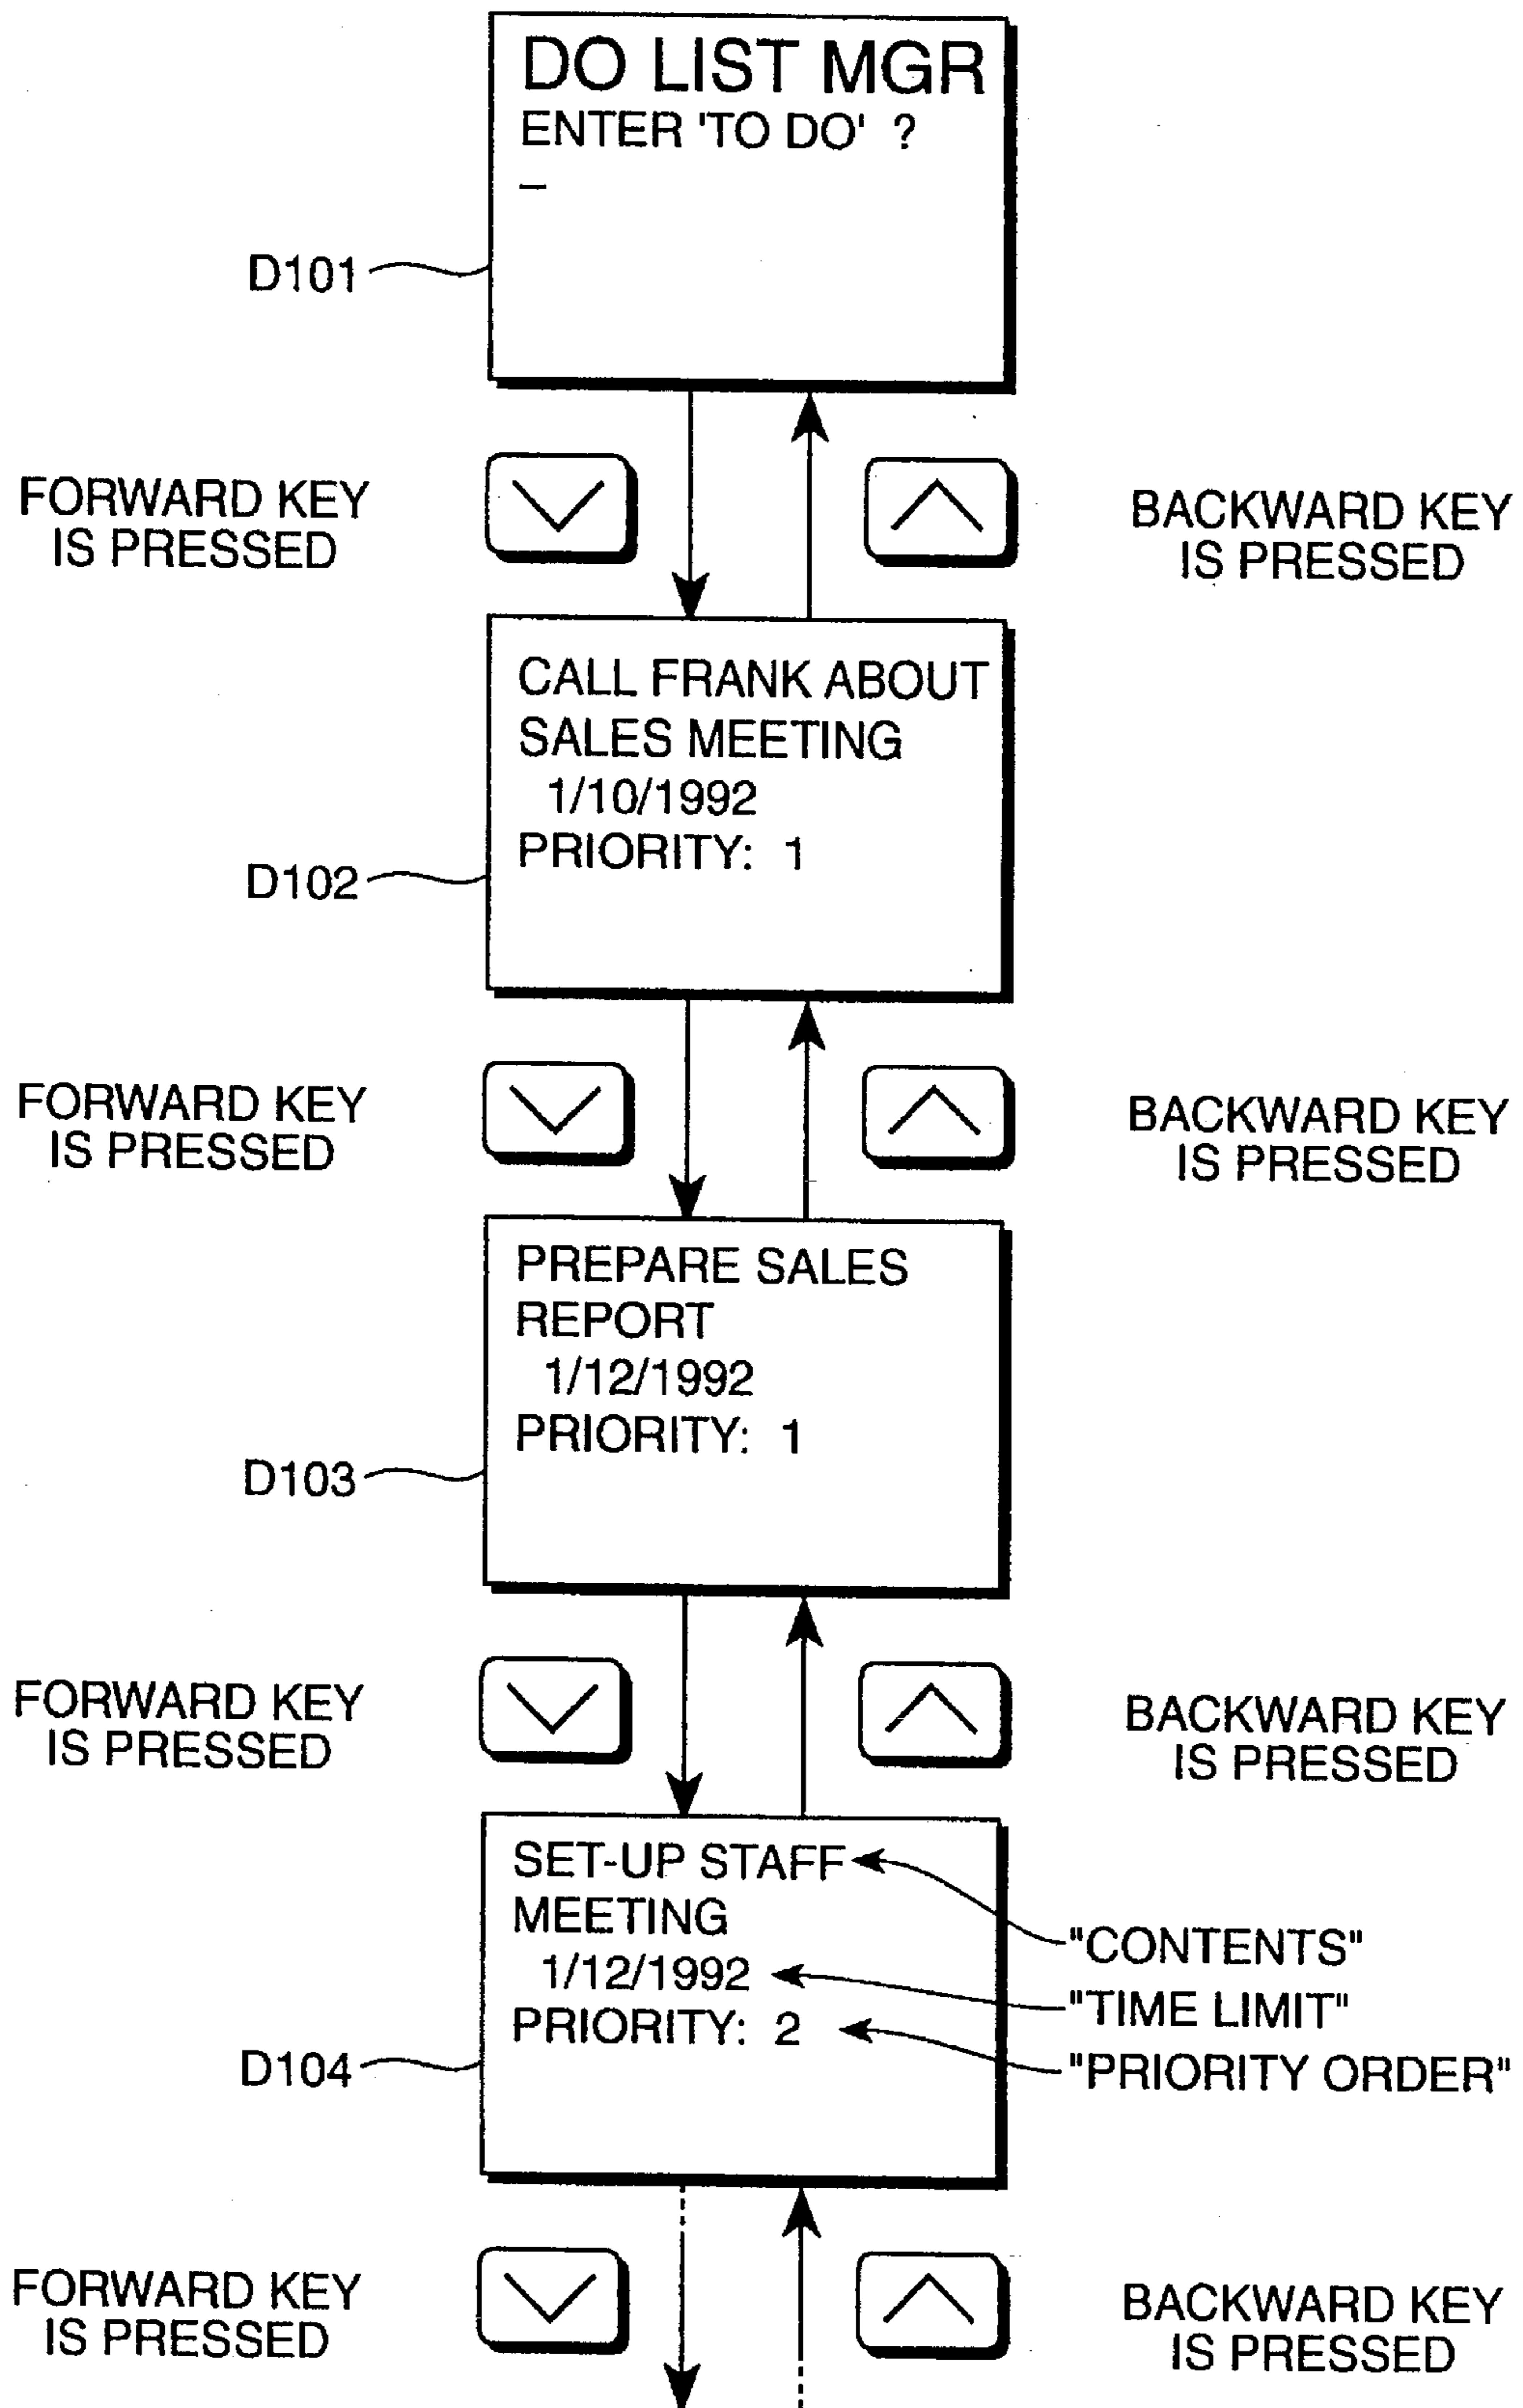 DO LIST MGR
ENTER 'TO DO' ?
_
D101
FORWARD KEY
IS PRESSED
BACKWARD KEY
IS PRESSED
CALL FRANK ABOUT
SALES MEETING
1/10/1992
PRIORITY: 1
D102
FORWARD KEY
IS PRESSED
BACKWARD KEY
IS PRESSED
PREPARE SALES
REPORT
1/12/1992
PRIORITY: 1
D103
FORWARD KEY
IS PRESSED
BACKWARD KEY
IS PRESSED
SET-UP STAFF
MEETING
1/12/1992
PRIORITY: 2
"CONTENTS"
"TIME LIMIT"
"PRIORITY ORDER"
D104
FORWARD KEY
IS PRESSED
BACKWARD KEY
IS PRESSED